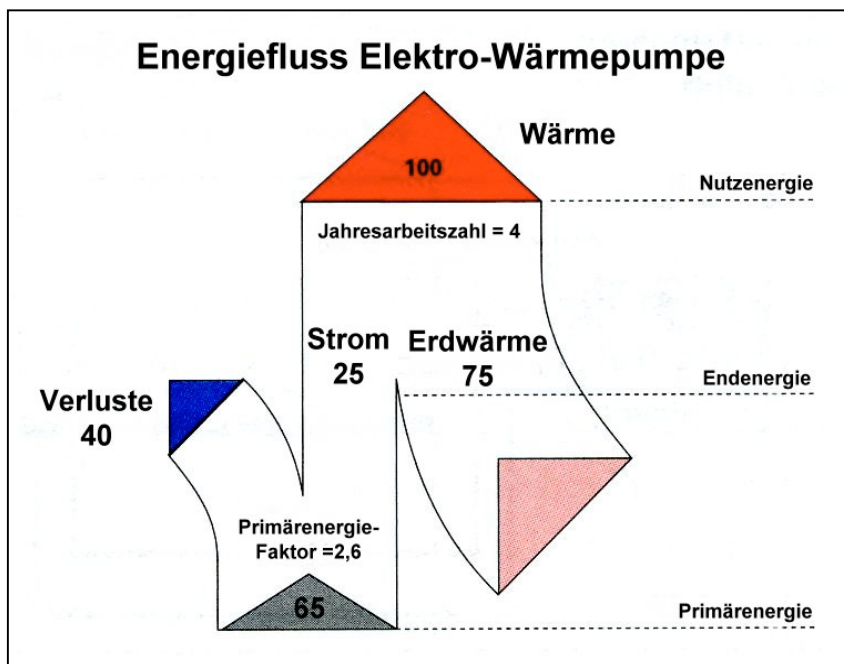 Energiefluss Elektro-Wärmepumpe
Wärme
100
Nutzenergie
Jahresarbeitszahl = 4
Strom
25
Erdwärme
75
Endenergie
Verluste
40
Primärenergie-
Faktor =2,6
65
Primärenergie